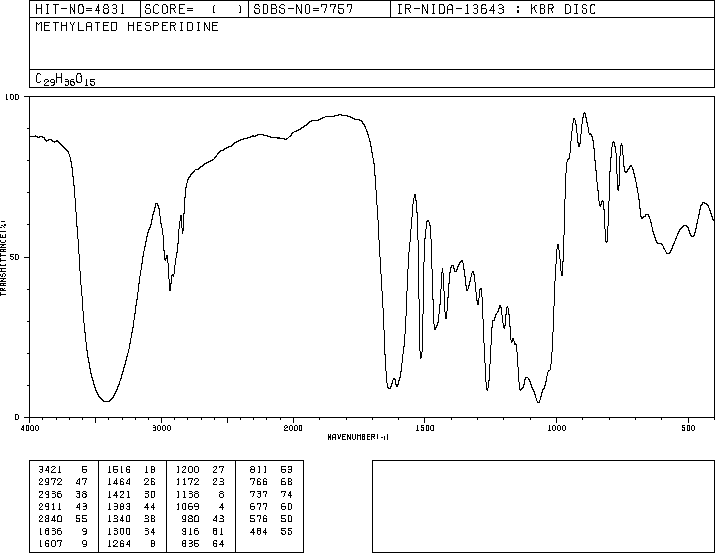 HIT-NO=4831 SCORE= ( ) SDBS-NO=7757 IR-NIDA-13643 : KBR DISC
METHYLATED HESPERIDINE
C29H36O15
100
50
0
TRANSMITTANCE(%)
4000 3000 2000 1500 1000 500
WAVENUMBER(-1)
3421 5 1516 18 1200 27 811 53
2972 47 1464 26 1172 23 766 68
2936 38 1421 30 1138 8 737 74
2911 43 1383 44 1069 4 677 60
2840 55 1340 38 980 43 576 50
1636 9 1300 34 916 81 484 55
1607 9 1264 8 835 64